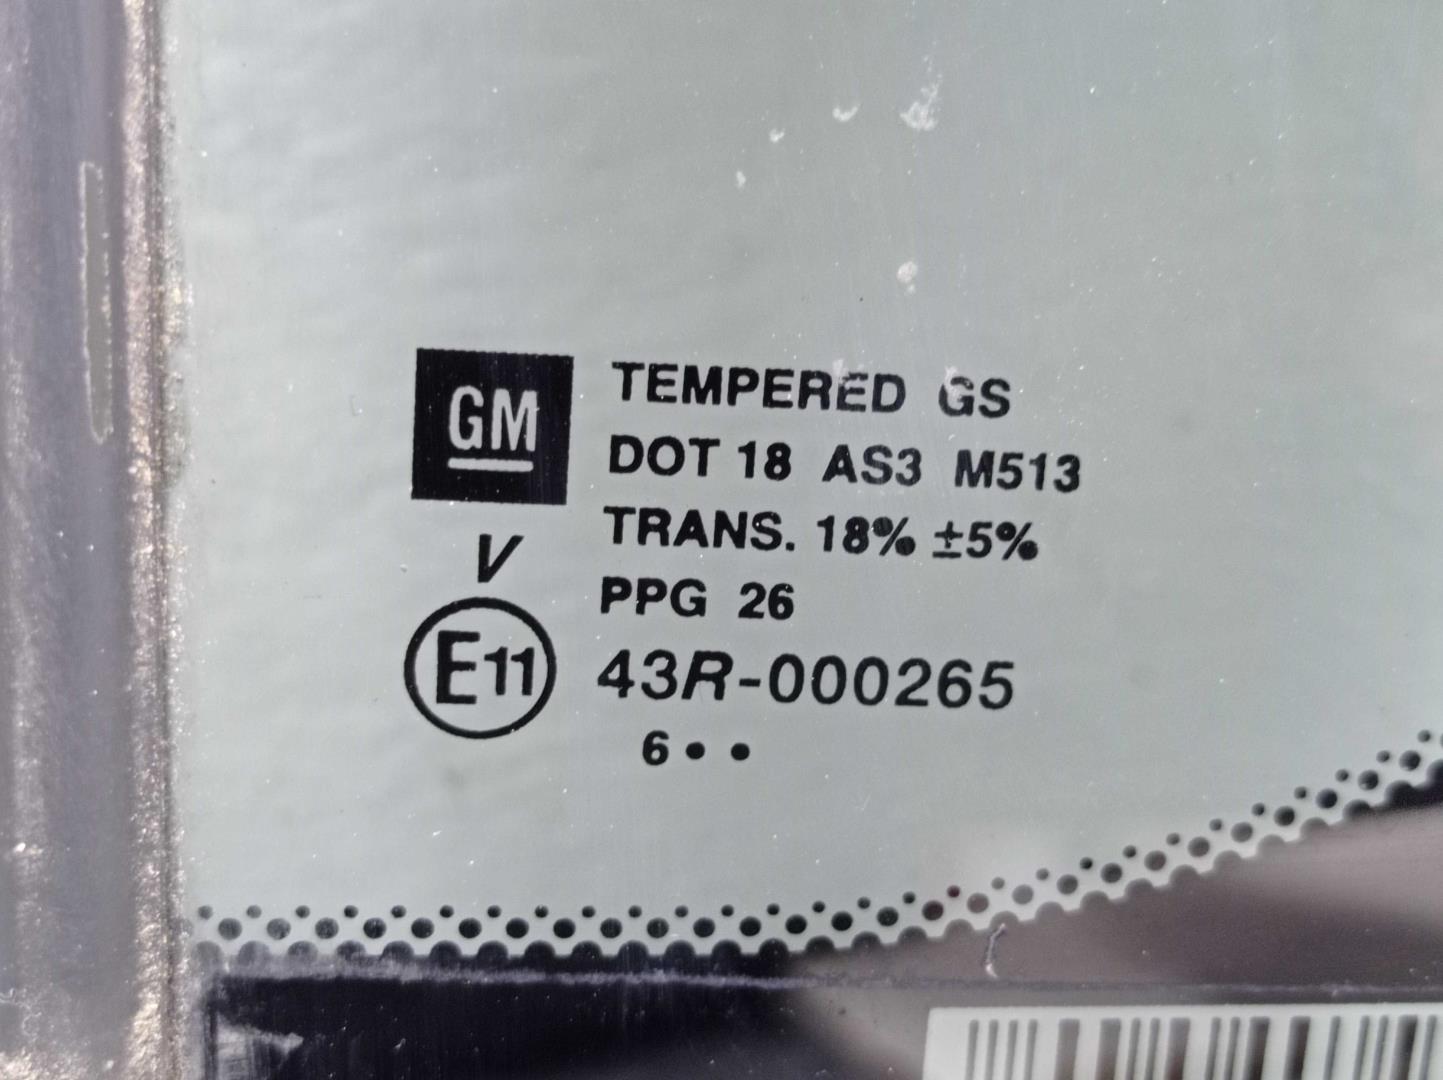 GM
TEMPERED GS
DOT 18 AS3 M513
TRANS. 18% ±5%
V
PPG 26
E11
43R-000265
6 • •